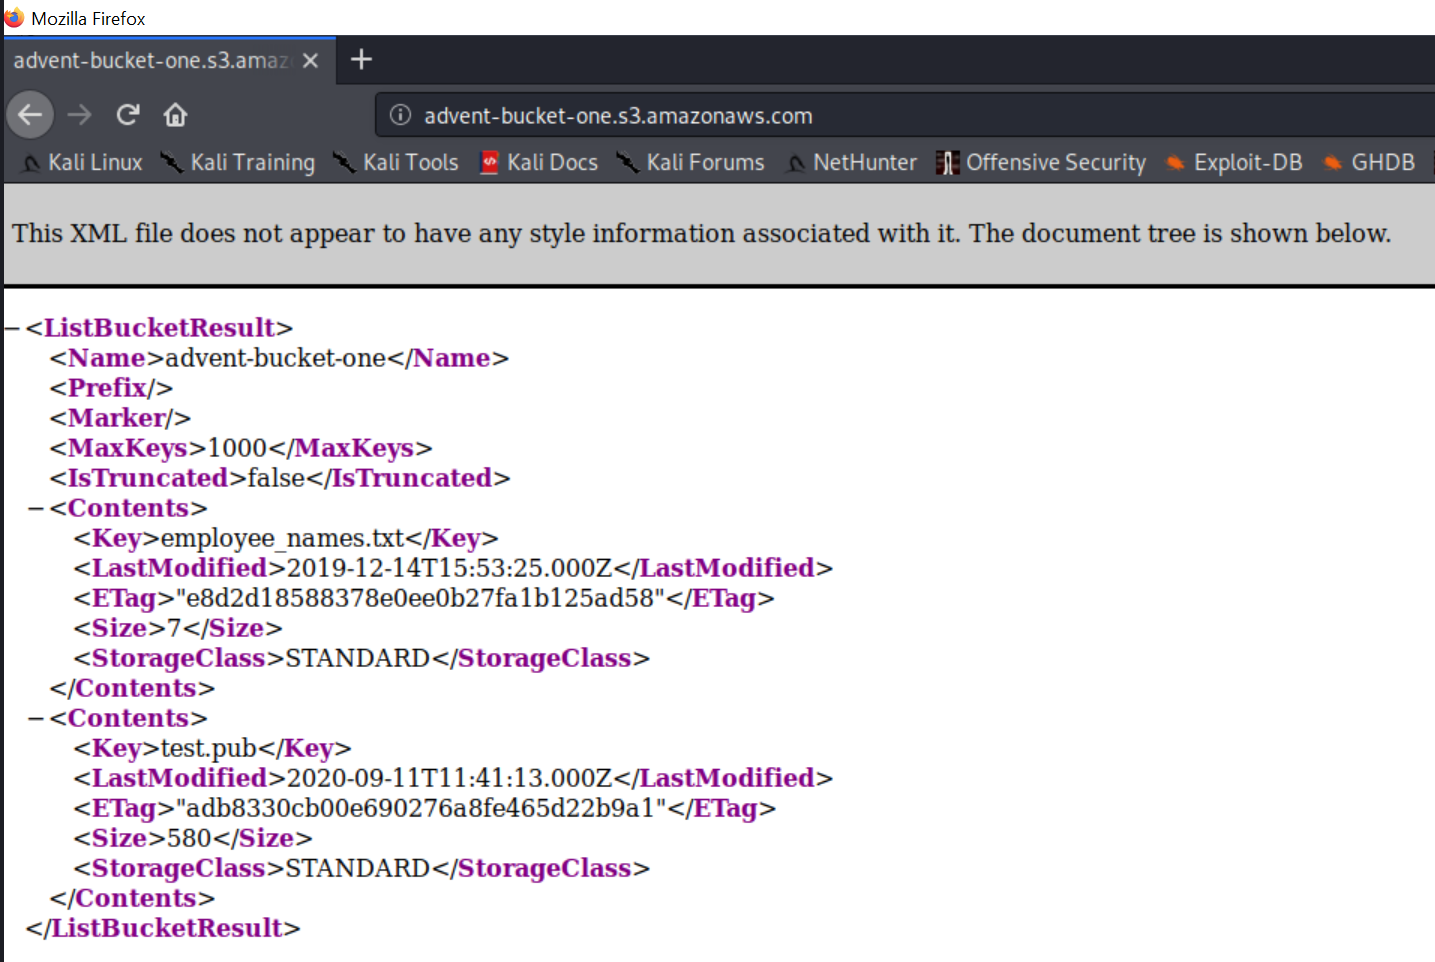 Mozilla Firefox
advent-bucket-one.s3.amaz
advent-bucket-one.s3.amazonaws.com
Kali Linux Kali Training Kali Tools Kali Docs Kali Forums NetHunter Offensive Security Exploit-DB GHDB
This XML file does not appear to have any style information associated with it. The document tree is shown below.
−<ListBucketResult>
<Name>advent-bucket-one</Name>
<Prefix/>
<Marker/>
<MaxKeys>1000</MaxKeys>
<IsTruncated>false</IsTruncated>
−<Contents>
<Key>employee_names.txt</Key>
<LastModified>2019-12-14T15:53:25.000Z</LastModified>
<ETag>"e8d2d18588378e0ee0b27fa1b125ad58"</ETag>
<Size>7</Size>
<StorageClass>STANDARD</StorageClass>
</Contents>
−<Contents>
<Key>test.pub</Key>
<LastModified>2020-09-11T11:41:13.000Z</LastModified>
<ETag>"adb8330cb00e690276a8fe465d22b9a1"</ETag>
<Size>580</Size>
<StorageClass>STANDARD</StorageClass>
</Contents>
</ListBucketResult>